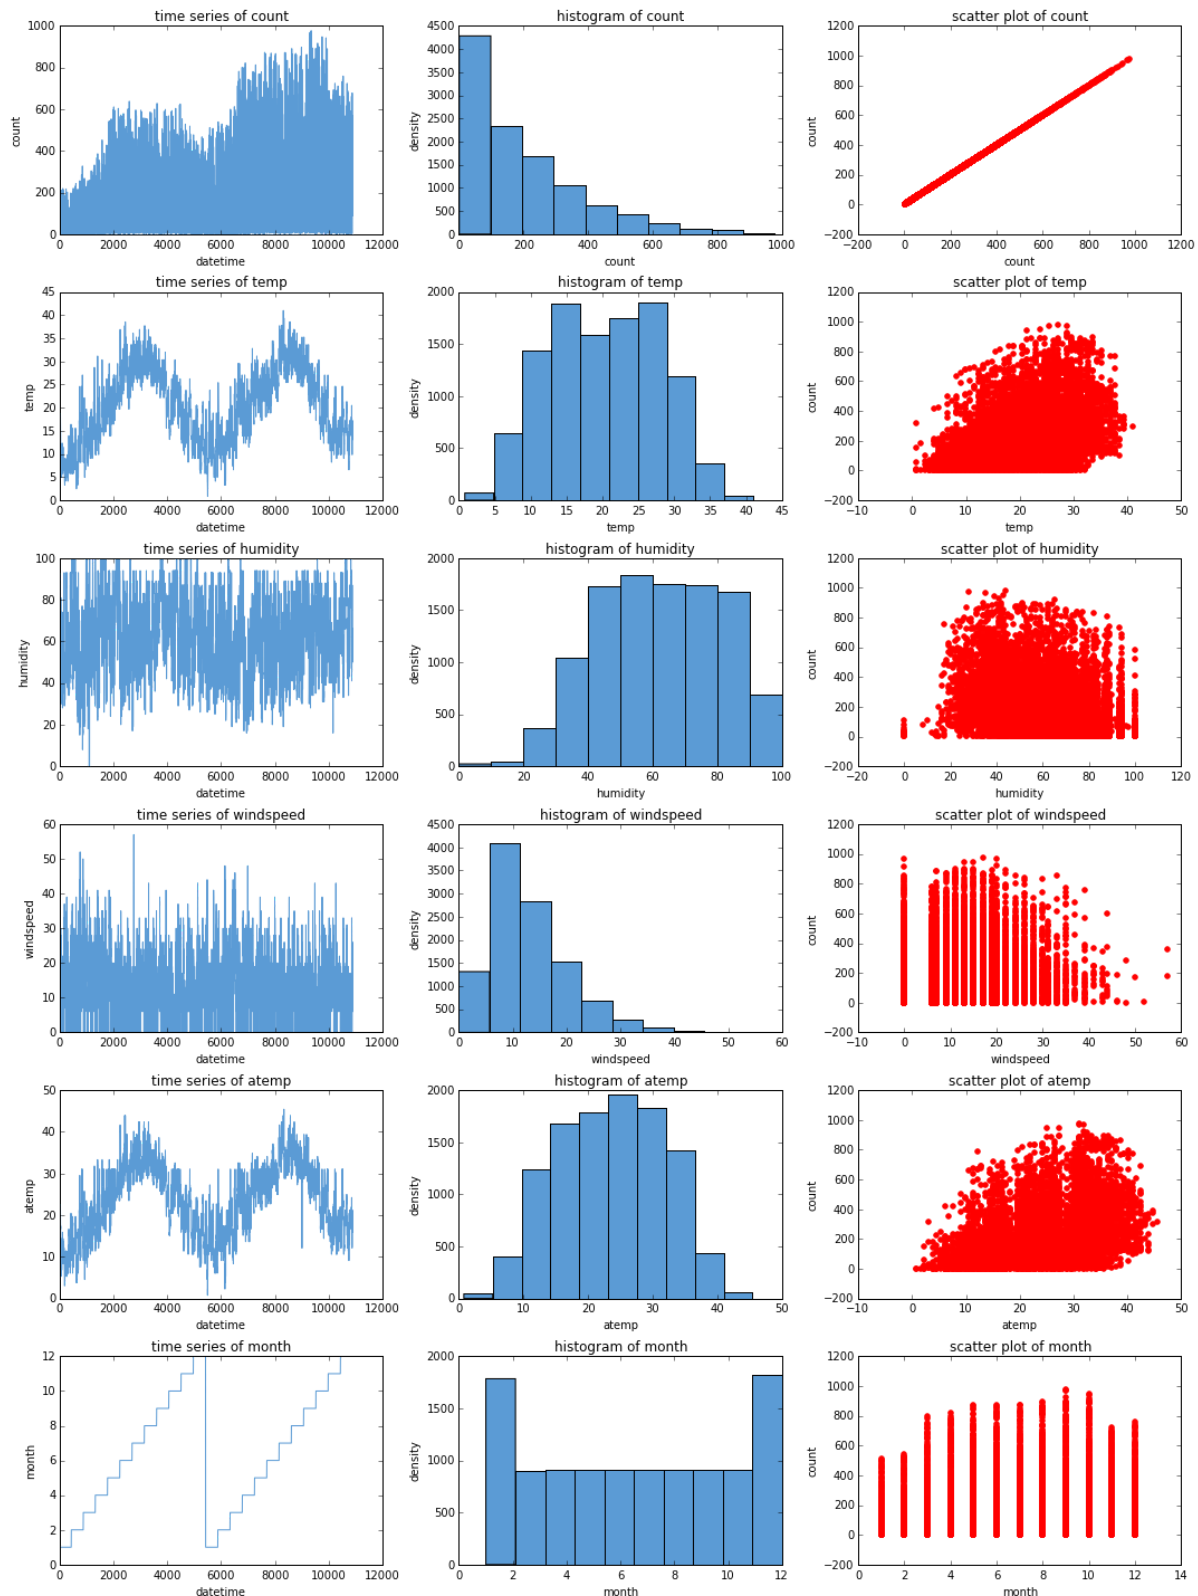 time series of count
1000
800
600
400
200
0
count
0 2000 4000 6000 8000 10000 12000
datetime
histogram of count
4500
4000
3500
3000
2500
2000
1500
1000
500
0
density
0 200 400 600 800 1000
count
scatter plot of count
1200
1000
800
600
400
200
0
−200
count
−200 0 200 400 600 800 1000 1200
count
time series of temp
45
40
35
30
25
20
15
10
5
0
temp
0 2000 4000 6000 8000 10000 12000
datetime
histogram of temp
2000
1500
1000
500
0
density
0 5 10 15 20 25 30 35 40 45
temp
scatter plot of temp
1200
1000
800
600
400
200
0
−200
count
−10 0 10 20 30 40 50
temp
time series of humidity
100
80
60
40
20
0
humidity
0 2000 4000 6000 8000 10000 12000
datetime
histogram of humidity
2000
1500
1000
500
0
density
0 20 40 60 80 100
humidity
scatter plot of humidity
1200
1000
800
600
400
200
0
−200
count
−20 0 20 40 60 80 100 120
humidity
time series of windspeed
60
50
40
30
20
10
0
windspeed
0 2000 4000 6000 8000 10000 12000
datetime
histogram of windspeed
4500
4000
3500
3000
2500
2000
1500
1000
500
0
density
0 10 20 30 40 50 60
windspeed
scatter plot of windspeed
1200
1000
800
600
400
200
0
−200
count
−10 0 10 20 30 40 50 60
windspeed
time series of atemp
50
40
30
20
10
0
atemp
0 2000 4000 6000 8000 10000 12000
datetime
histogram of atemp
2000
1500
1000
500
0
density
0 10 20 30 40 50
atemp
scatter plot of atemp
1200
1000
800
600
400
200
0
−200
count
−10 0 10 20 30 40 50
atemp
time series of month
12
10
8
6
4
2
0
month
0 2000 4000 6000 8000 10000 12000
datetime
histogram of month
2000
1500
1000
500
0
density
0 2 4 6 8 10 12
month
scatter plot of month
1200
1000
800
600
400
200
0
−200
count
0 2 4 6 8 10 12 14
month